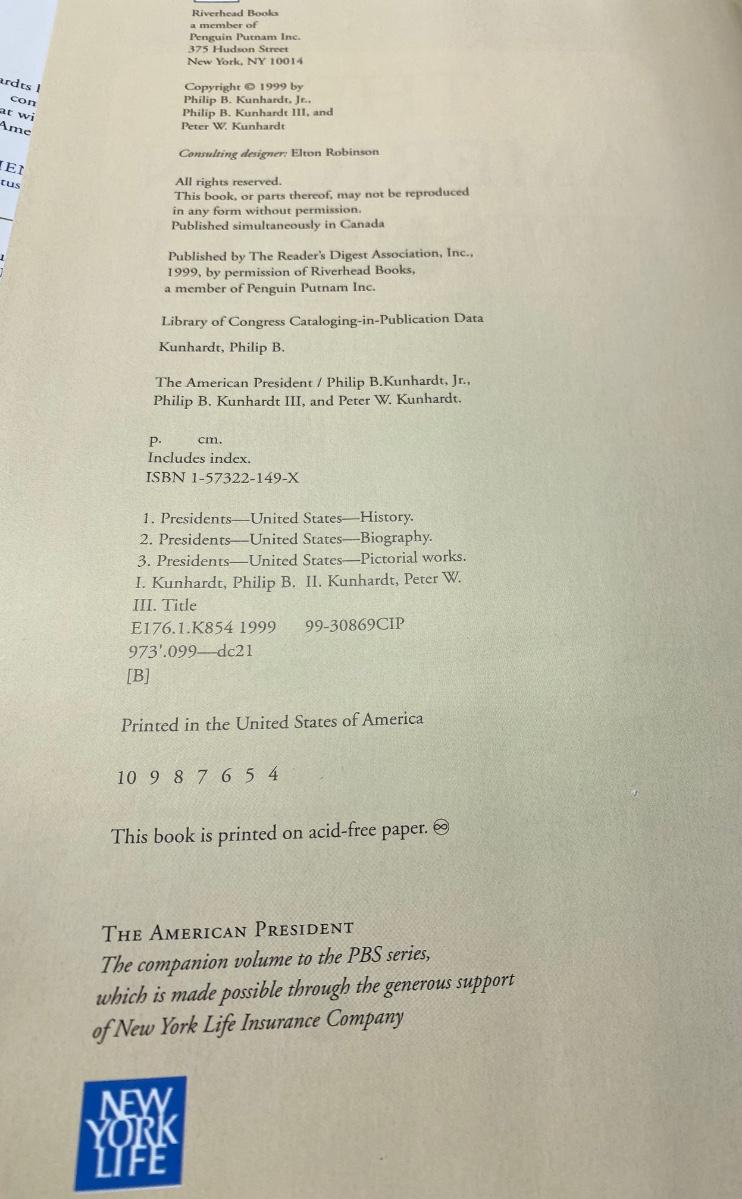 Riverhead Books
a member of
Penguin Putnam Inc.
375 Hudson Street
New York, NY 10014
Copyright © 1999 by
Philip B. Kunhardt, Jr.,
Philip B. Kunhardt III, and
Peter W. Kunhardt
Consulting designer: Elton Robinson
All rights reserved.
This book, or parts thereof, may not be reproduced
in any form without permission.
Published simultaneously in Canada
Published by The Reader's Digest Association, Inc.,
1999, by permission of Riverhead Books,
a member of Penguin Putnam Inc.
Library of Congress Cataloging-in-Publication Data
Kunhardt, Philip B.
The American President / Philip B.Kunhardt, Jr.,
Philip B. Kunhardt III, and Peter W. Kunhardt.
p. cm.
Includes index.
ISBN 1-57322-149-X
1. Presidents—United States—History.
2. Presidents—United States—Biography.
3. Presidents—United States—Pictorial works.
I. Kunhardt, Philip B. II. Kunhardt, Peter W.
III. Title
E176.1.K854 1999 99-30869CIP
973'.099—dc21
[B]
Printed in the United States of America
10 9 8 7 6 5 4
This book is printed on acid-free paper. ♾
THE AMERICAN PRESIDENT
The companion volume to the PBS series,
which is made possible through the generous support
of New York Life Insurance Company
NEW
YORK
LIFE